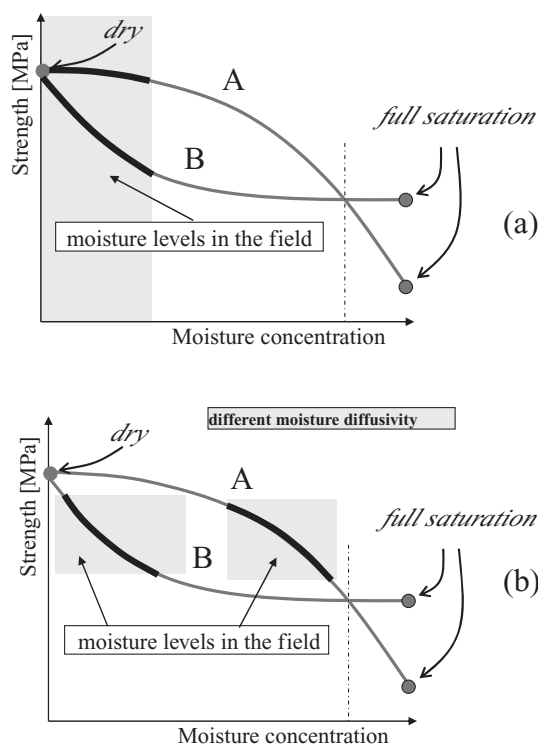 dry
Strength [MPa]
A
full saturation
B
moisture levels in the field
(a)
Moisture concentration
different moisture diffusivity
dry
Strength [MPa]
A
full saturation
B
(b)
moisture levels in the field
Moisture concentration